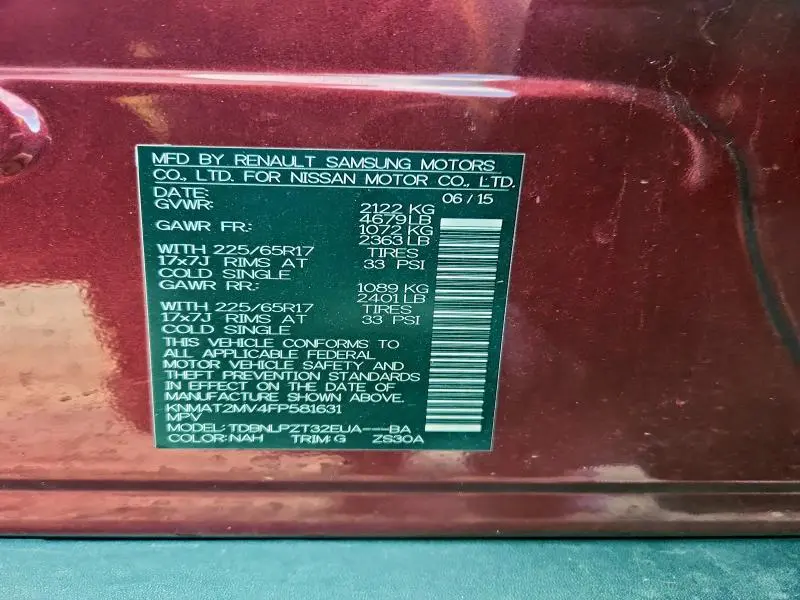 MFD BY RENAULT SAMSUNG MOTORS
CO., LTD. FOR NISSAN MOTOR CO., LTD.
DATE: 06 / 15
GVWR: 2122 KG
4679 LB
GAWR FR.: 1072 KG
2363 LB
WITH 225/65R17 TIRES
17x7J RIMS AT 33 PSI
COLD SINGLE
GAWR RR.: 1089 KG
2401 LB
WITH 225/65R17 TIRES
17x7J RIMS AT 33 PSI
COLD SINGLE
THIS VEHICLE CONFORMS TO
ALL APPLICABLE FEDERAL
MOTOR VEHICLE SAFETY AND
THEFT PREVENTION STANDARDS
IN EFFECT ON THE DATE OF
MANUFACTURE SHOWN ABOVE.
KNMAT2MV4FP581631
MPV
MODEL: TDBNLPZT32EUA---BA
COLOR: NAH TRIM: G ZS30A